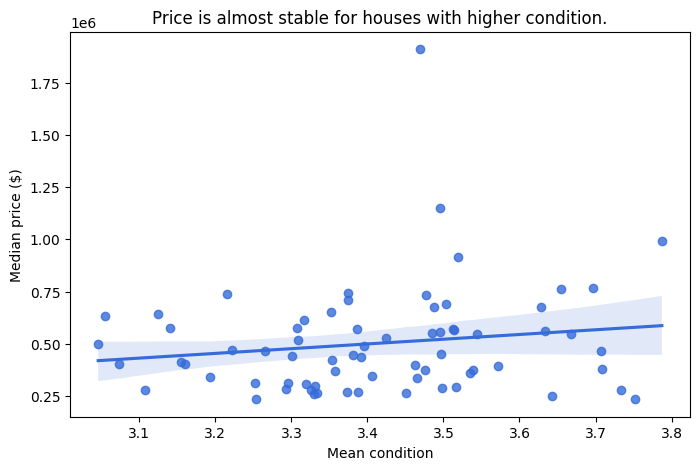 Price is almost stable for houses with higher condition.
1e6
1.75
1.50
1.25
1.00
0.75
0.50
0.25
Median price ($)
3.1 3.2 3.3 3.4 3.5 3.6 3.7 3.8
Mean condition